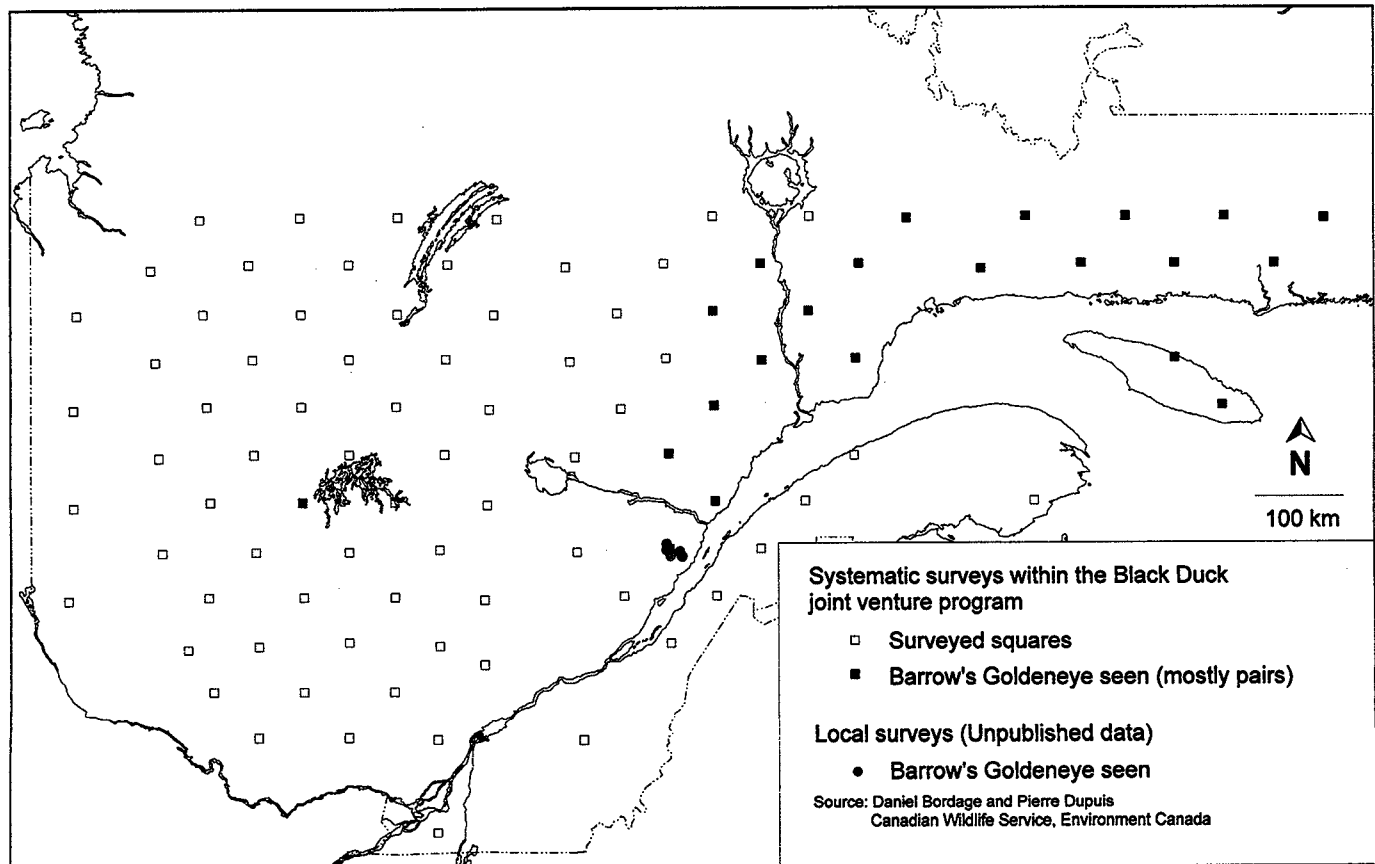 N
100 km
Systematic surveys within the Black Duck
joint venture program
Surveyed squares
Barrow's Goldeneye seen (mostly pairs)
Local surveys (Unpublished data)
Barrow's Goldeneye seen
Source: Daniel Bordage and Pierre Dupuis
Canadian Wildlife Service, Environment Canada